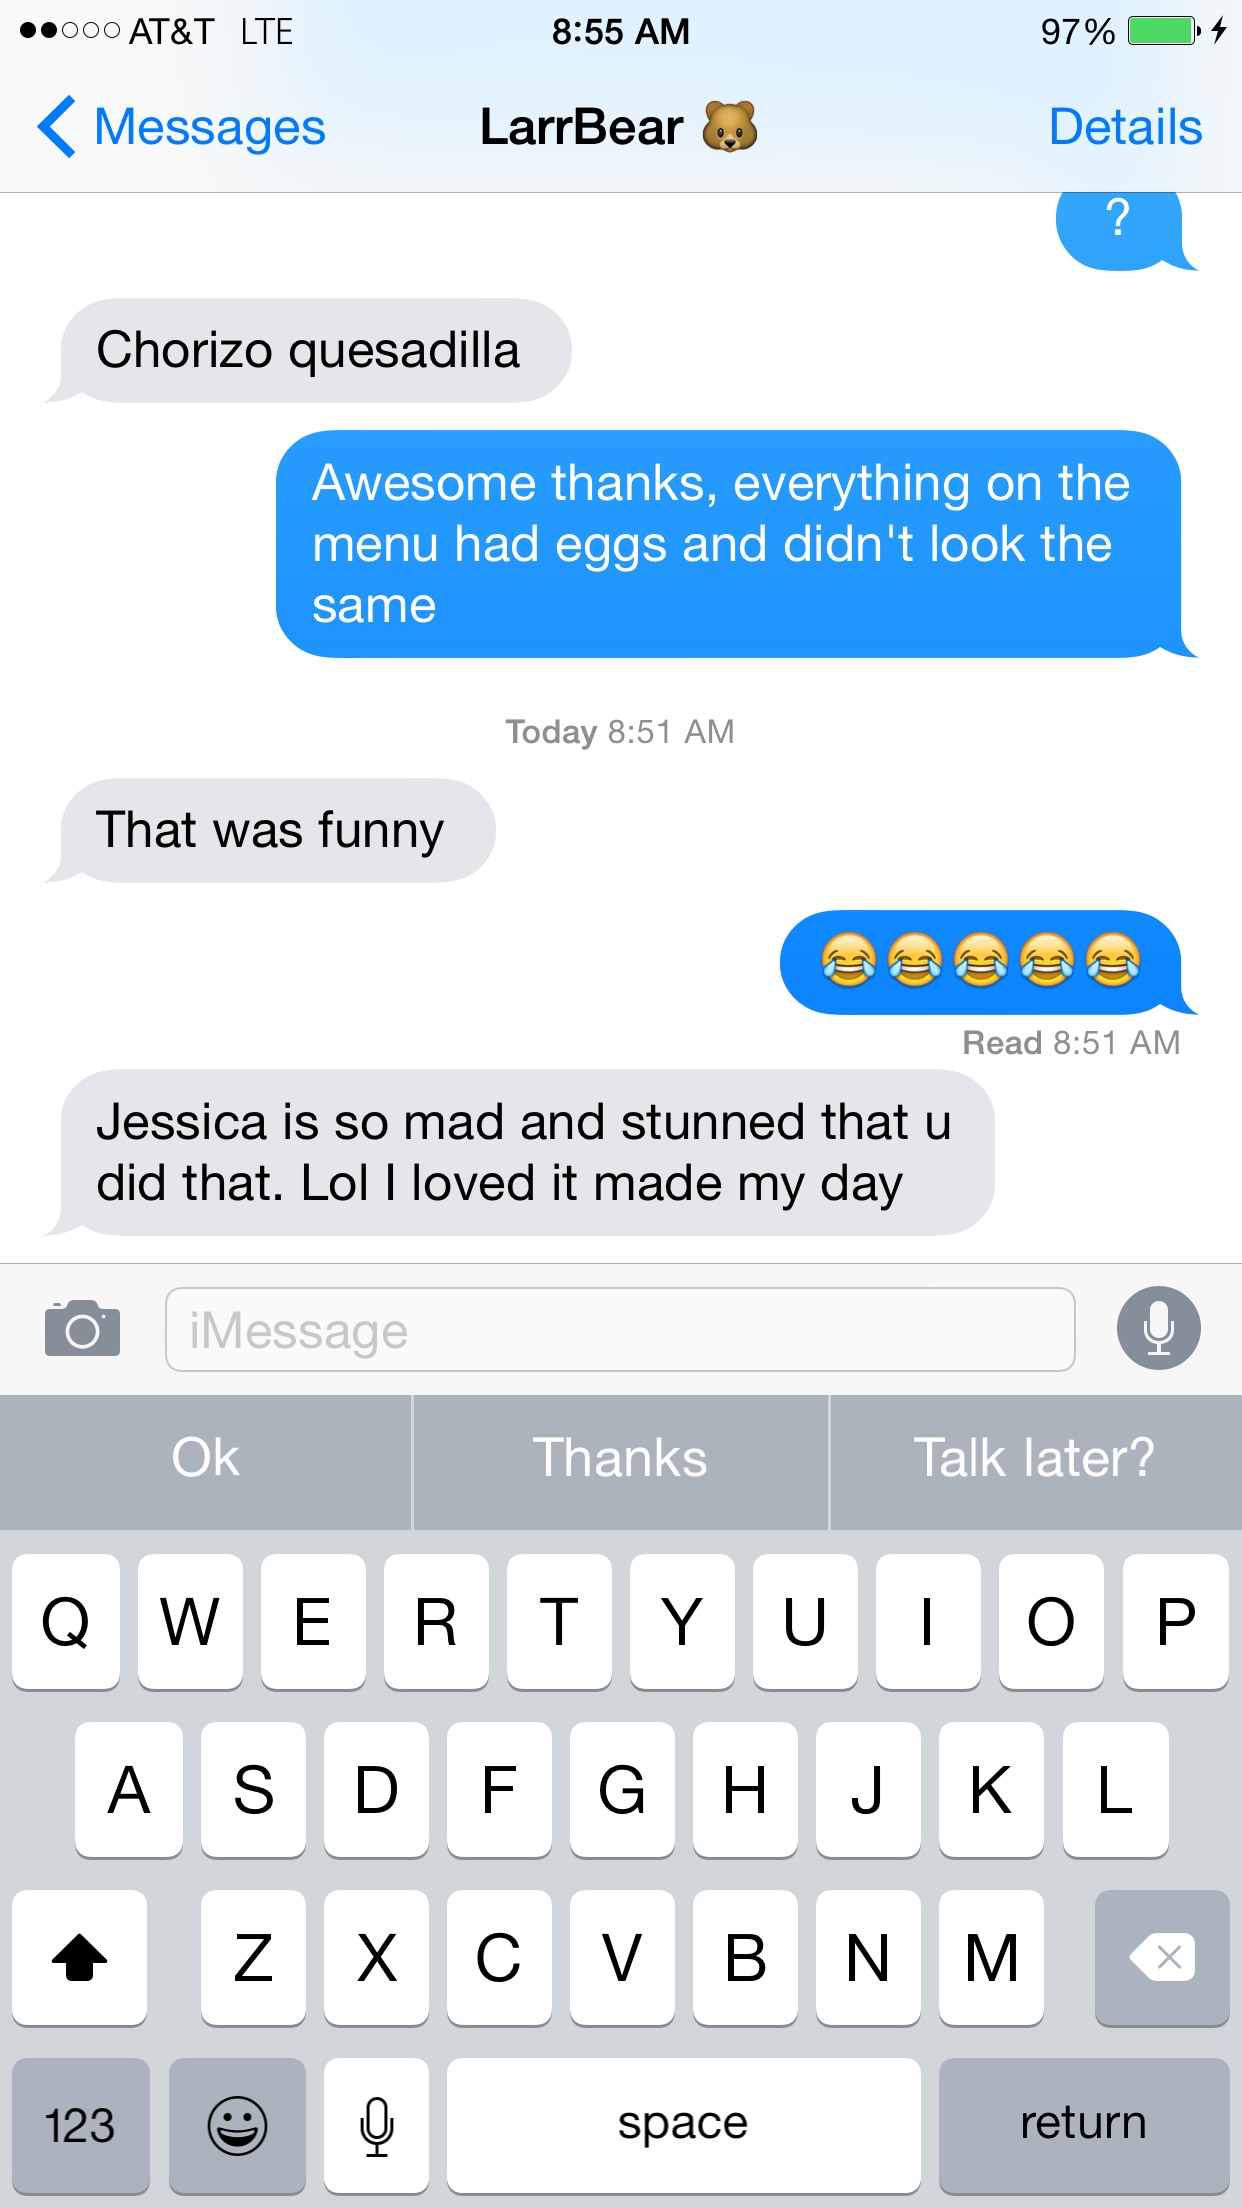 AT&T LTE 8:55 AM 97%
Messages LarrBear 🐻 Details
?
Chorizo quesadilla
Awesome thanks, everything on the
menu had eggs and didn't look the
same
Today 8:51 AM
That was funny
😂😂😂😂😂
Read 8:51 AM
Jessica is so mad and stunned that u
did that. Lol I loved it made my day
iMessage
Ok Thanks Talk later?
Q W E R T Y U I O P
A S D F G H J K L
Z X C V B N M
123 space return